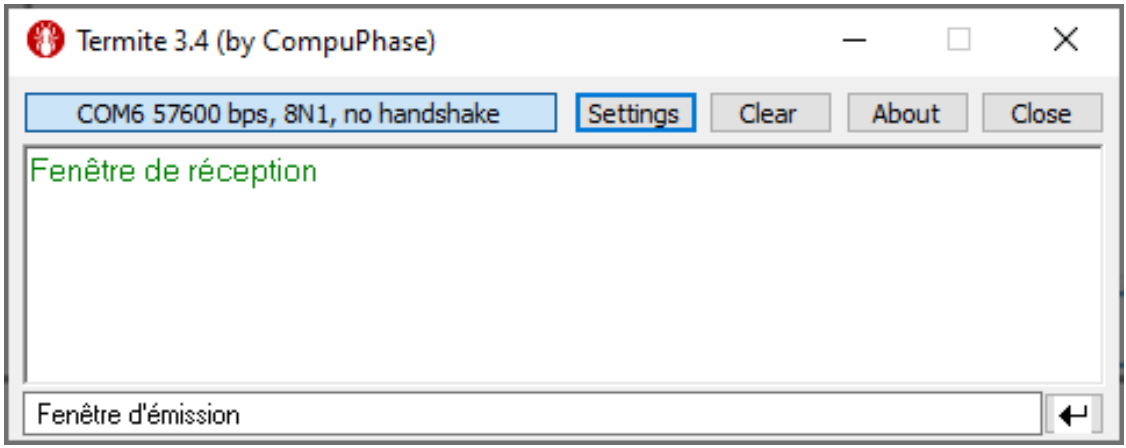 Termite 3.4 (by CompuPhase)
COM6 57600 bps, 8N1, no handshake Settings Clear About Close
Fenêtre de réception
Fenêtre d'émission